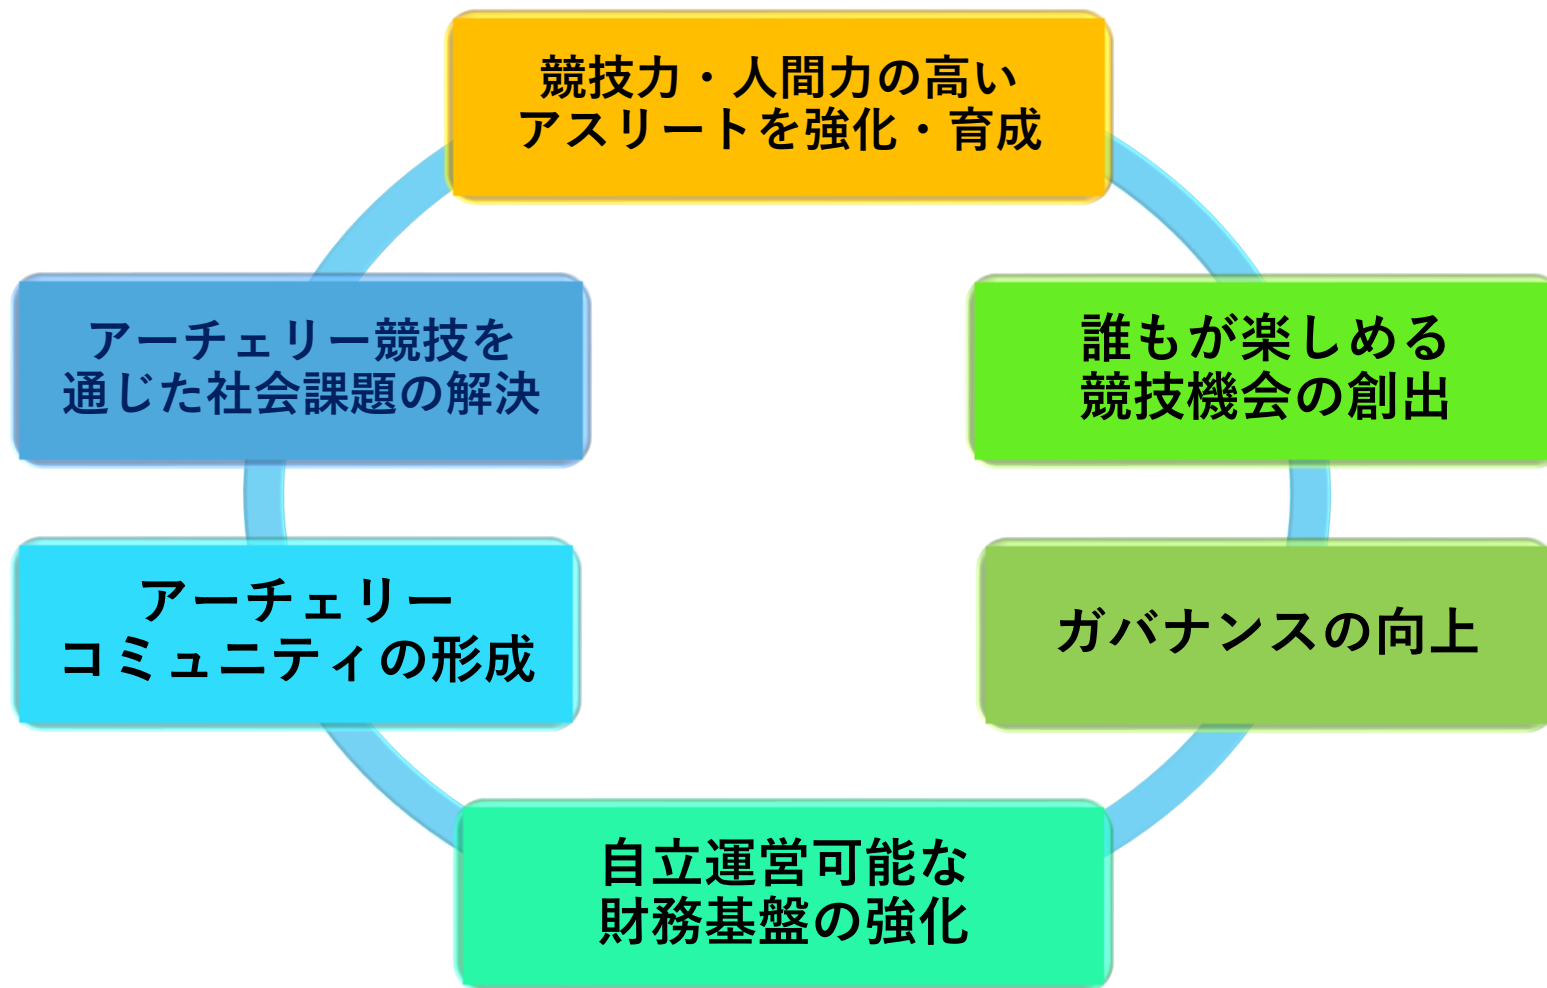 競技力・人間力の高い
アスリートを強化・育成
誰もが楽しめる
競技機会の創出
ガバナンスの向上
自立運営可能な
財務基盤の強化
アーチェリー
コミュニティの形成
アーチェリー競技を
通じた社会課題の解決